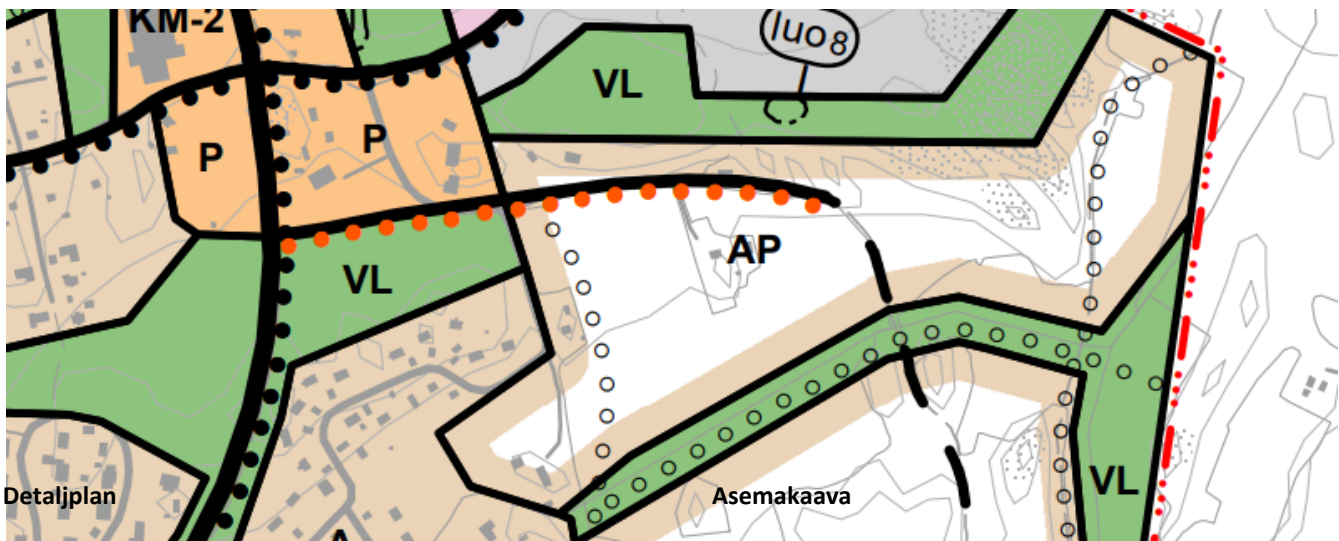 KM-2
luo8
VL
P
P
VL
AP
VL
Detaljplan
Asemakaava
A